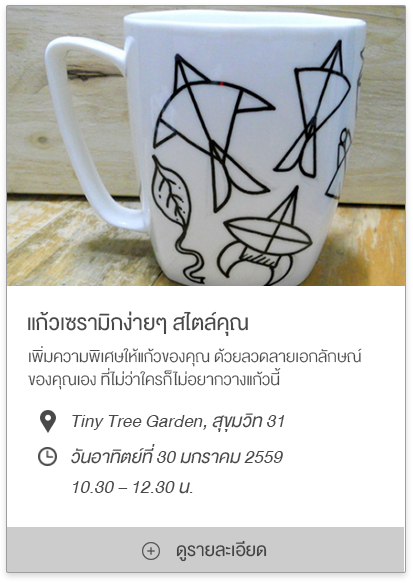 แก้วเซรามิกง่ายๆ สไตล์คุณ
เพิ่มความพิเศษให้แก้วของคุณ ด้วยลวดลายเอกลักษณ์
ของคุณเอง ที่ไม่ว่าใครก็ไม่อยากวางแก้วนี้
Tiny Tree Garden, สุขุมวิท 31
วันอาทิตย์ที่ 30 มกราคม 2559
10.30 – 12.30 น.
ดูรายละเอียด